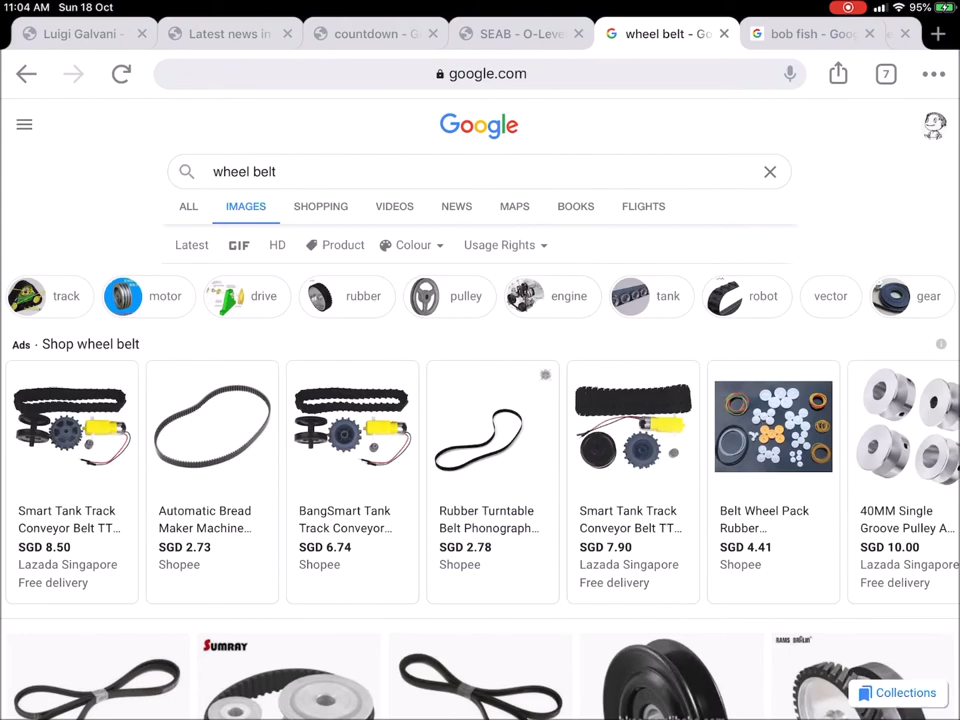 11:04 AM Sun 18 Oct
95%
Luigi Galvani -
Latest news in
countdown - G
SEAB - O-Leve
wheel belt - Go
bob fish - Goog
google.com
7
Google
wheel belt
ALL IMAGES SHOPPING VIDEOS NEWS MAPS BOOKS FLIGHTS
Latest GIF HD Product Colour Usage Rights
track motor drive rubber pulley engine tank robot vector gear
Ads · Shop wheel belt
Smart Tank Track
Conveyor Belt TT...
SGD 8.50
Lazada Singapore
Free delivery
Automatic Bread
Maker Machine...
SGD 2.73
Shopee
BangSmart Tank
Track Conveyor...
SGD 6.74
Shopee
Rubber Turntable
Belt Phonograph...
SGD 2.78
Shopee
Smart Tank Track
Conveyor Belt TT...
SGD 7.90
Lazada Singapore
Free delivery
Belt Wheel Pack
Rubber...
SGD 4.41
Shopee
40MM Single
Groove Pulley A...
SGD 10.00
Lazada Singapore
Free delivery
SUMRAY
Collections